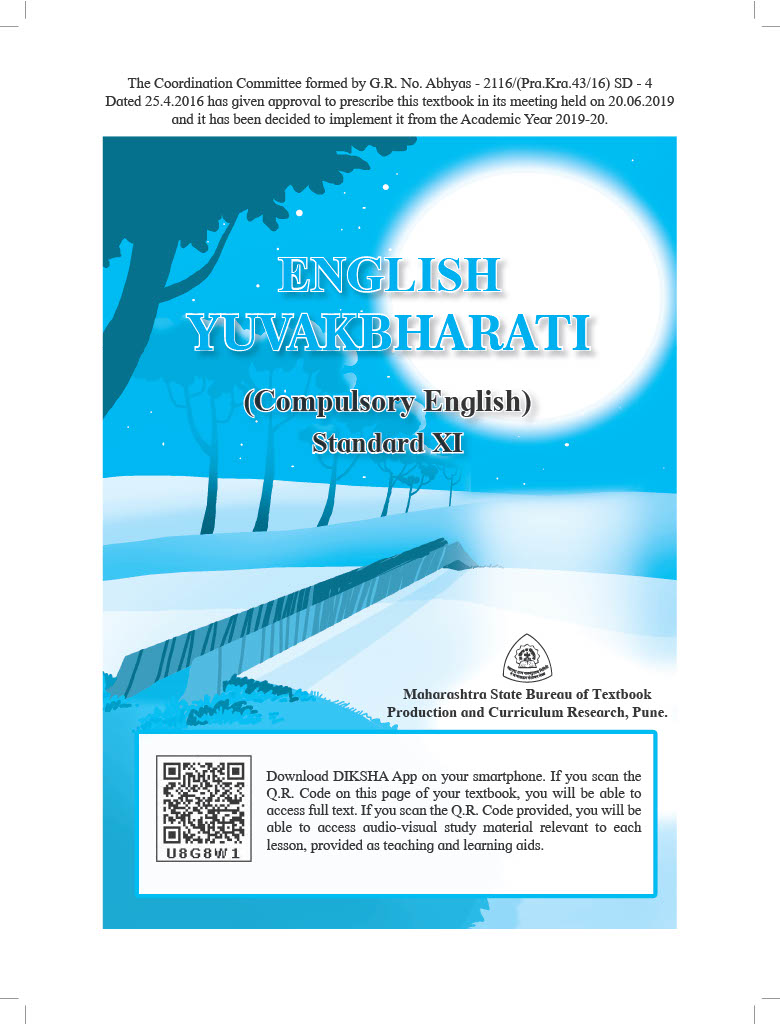 The Coordination Committee formed by G.R. No. Abhyas - 2116/(Pra.Kra.43/16) SD - 4
Dated 25.4.2016 has given approval to prescribe this textbook in its meeting held on 20.06.2019
and it has been decided to implement it from the Academic Year 2019-20.
ENGLISH
YUVAKBHARATI
(Compulsory English)
Standard XI
Maharashtra State Bureau of Textbook
Production and Curriculum Research, Pune.
Download DIKSHA App on your smartphone. If you scan the
Q.R. Code on this page of your textbook, you will be able to
access full text. If you scan the Q.R. Code provided, you will be
able to access audio-visual study material relevant to each
lesson, provided as teaching and learning aids.
U8G8W1